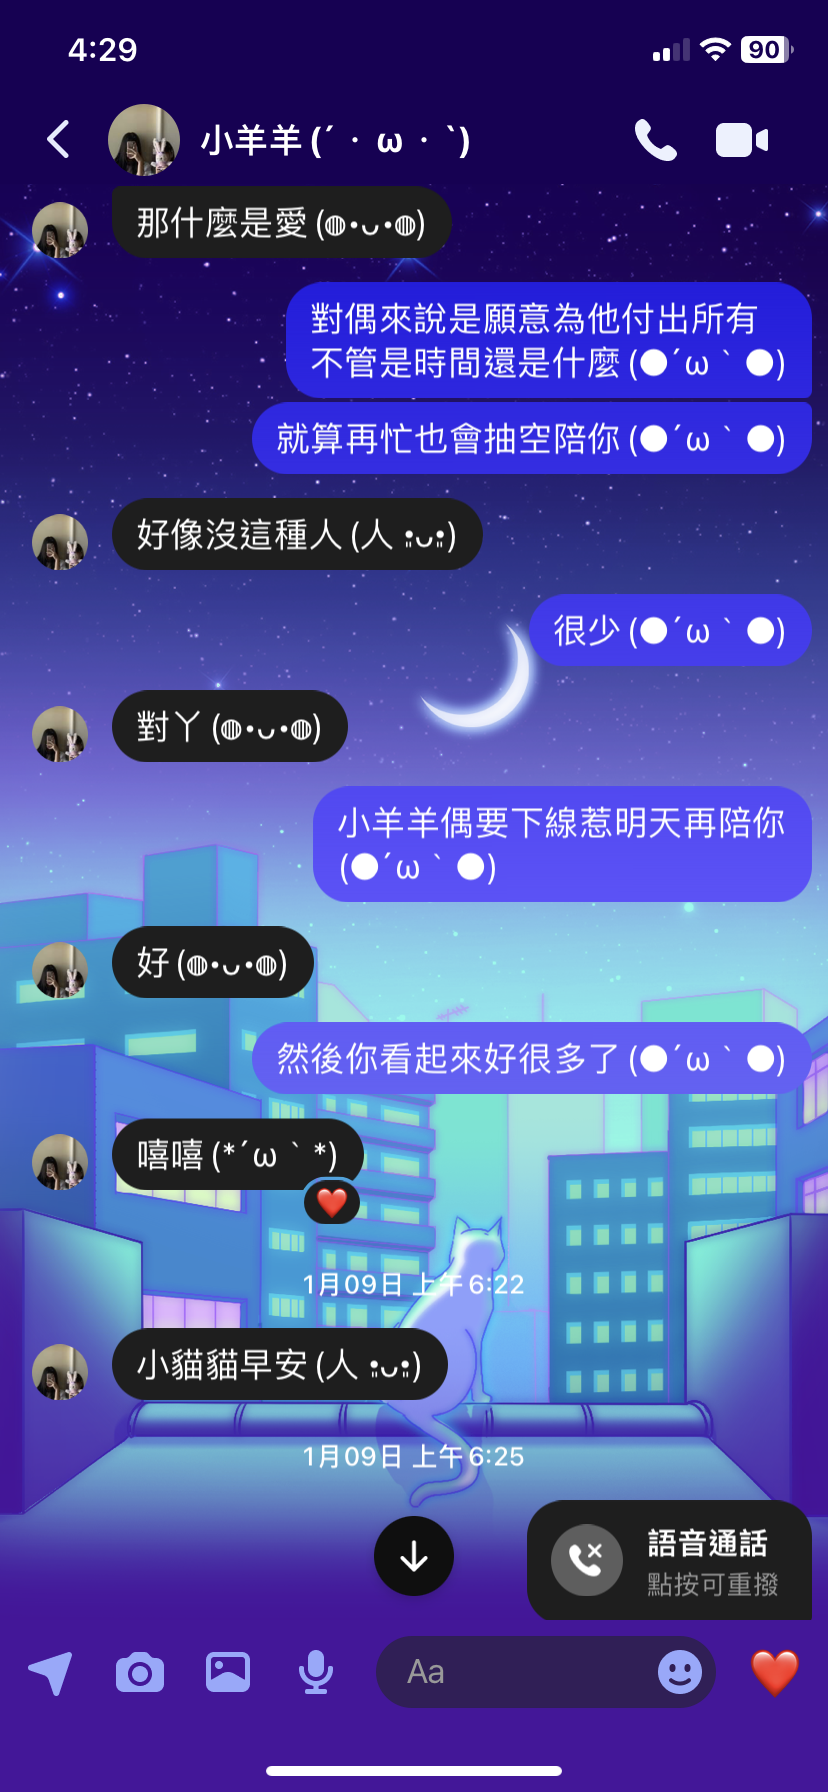 4:29
90
小羊羊 (´・ω・`)
那什麼是愛 (◍•ᴗ•◍)
對偶來說是願意為他付出所有
不管是時間還是什麼 (●´ω｀●)
就算再忙也會抽空陪你 (●´ω｀●)
好像沒這種人 (人 •͈ᴗ•͈)
很少 (●´ω｀●)
對丫 (◍•ᴗ•◍)
小羊羊偶要下線惹明天再陪你
(●´ω｀●)
好 (◍•ᴗ•◍)
然後你看起來好很多了 (●´ω｀●)
嘻嘻 (*´ω｀*)
1月09日 上午6:22
小貓貓早安 (人 •͈ᴗ•͈)
1月09日 上午6:25
語音通話
點按可重撥
Aa